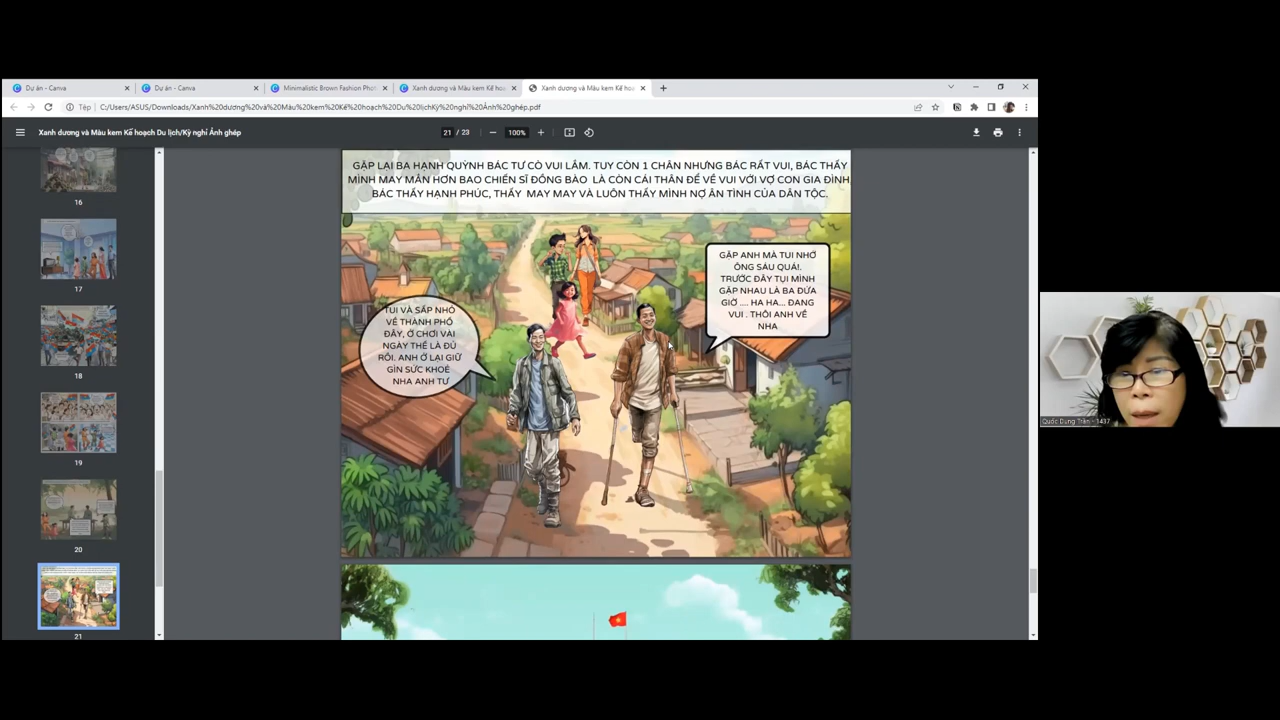 Dự án - Canva
Dự án - Canva
Minimalistic Brown Fashion Phot
Xanh dương và Màu kem Kế hoạ
Xanh dương và Màu kem Kế hoạ
Tệp
C:/Users/ASUS/Downloads/Xanh%20dương%20và%20Màu%20kem%20Kế%20hoạch%20Du%20lịchKỳ%20nghỉ%20Ảnh%20ghép.pdf
Xanh dương và Màu kem Kế hoạch Du lịch/Kỳ nghỉ Ảnh ghép
21 / 23
100%
16
17
18
19
20
21
GẶP LẠI BA HẠNH QUỲNH BÁC TƯ CÒ VUI LẮM. TUY CÒN 1 CHÂN NHƯNG BÁC RẤT VUI, BÁC THẤY
MÌNH MAY MẮN HƠN BAO CHIẾN SĨ ĐỒNG BÀO LÀ CÒN CÁI THÂN ĐỂ VỀ VUI VỚI VỢ CON GIA ĐÌNH
BÁC THẤY HẠNH PHÚC, THẤY MAY MAY VÀ LUÔN THẤY MÌNH NỢ ÂN TÌNH CỦA DÂN TỘC.
TUI VÀ SẤP NHỎ
VỀ THÀNH PHỐ
ĐÂY, Ở CHƠI VÀI
NGÀY THẾ LÀ ĐỦ
RỒI. ANH Ở LẠI GIỮ
GÌN SỨC KHOẺ
NHA ANH TƯ
GẶP ANH MÀ TUI NHỚ
ÔNG SÁU QUÁ!.
TRƯỚC ĐÂY TỤI MÌNH
GẶP NHAU LÀ BA ĐỨA
GIỜ .... HA HA... ĐANG
VUI . THÔI ANH VỀ
NHA
Quốc Dung Trần - 3437